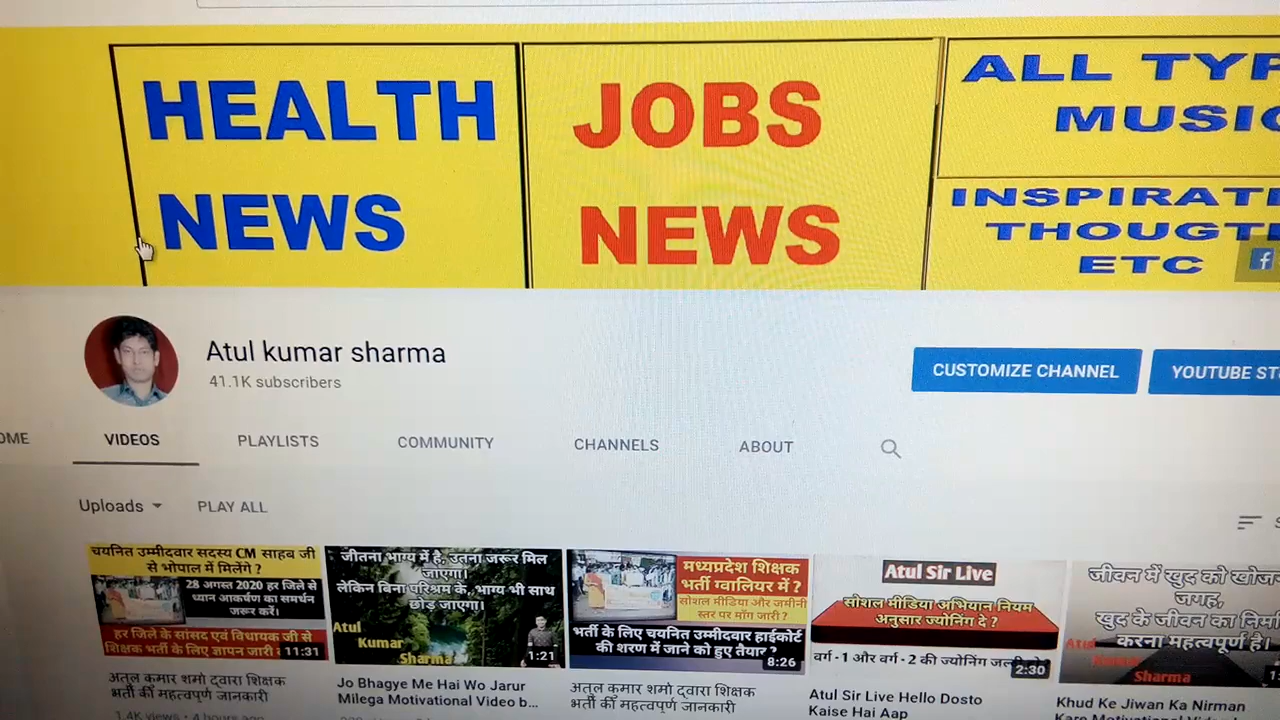 HEALTH
NEWS
JOBS
NEWS
ALL TYP
MUSIC
INSPIRATI
THOUGT
ETC
Atul kumar sharma
41.1K subscribers
CUSTOMIZE CHANNEL
YOUTUBE ST
OME
VIDEOS
PLAYLISTS
COMMUNITY
CHANNELS
ABOUT
Uploads
PLAY ALL
चयनित उम्मीदवार सदस्य CM साहब जी
से भोपाल में मिलेंगे ?
28 अगस्त 2020 हर जिले से
ध्यान आकर्षण का समर्थन
जरूर करें।
हर जिले के सांसद एवं विधायक जी से
शिक्षक भर्ती के लिए ज्ञापन जारी
11:31
अतुल कुमार शर्मा द्वारा शिक्षक
भर्ती की महत्वपूर्ण जानकारी
1.4K views • 4 hours ago
जीतना भाग्य में है, उतना जरूर मिल
जाएगा।
लेकिन बिना परिश्रम के, भाग्य भी साथ
छोड़ जाएगा।
Atul
Kumar
Sharma
1:21
Jo Bhagye Me Hai Wo Jarur
Milega Motivational Video b...
मध्यप्रदेश शिक्षक
भर्ती ग्वालियर में ?
सोशल मीडिया और जमीनी
स्तर पर माँग जारी ?
भर्ती के लिए चयनित उम्मीदवार हाईकोर्ट
की शरण में जाने को हुए तैयार ?
8:26
अतुल कुमार शर्मा द्वारा शिक्षक
भर्ती की महत्वपूर्ण जानकारी
Atul Sir Live
सोशल मीडिया अभियान नियम
अनुसार ज्योनिंग दे ?
वर्ग -1 और वर्ग - 2 की ज्योनिंग
2:30
Atul Sir Live Hello Dosto
Kaise Hai Aap
जीवन में खुद को खोज
जगह,
खुद के जीवन का निर्मा
करना महत्वपूर्ण है।
Sharma
Khud Ke Jiwan Ka Nirman